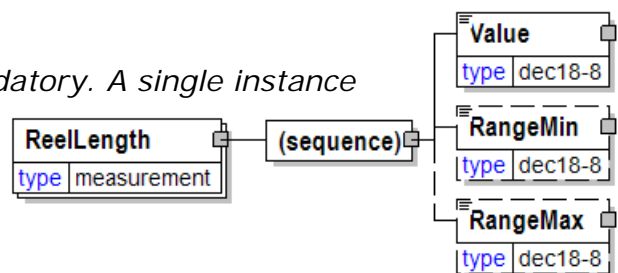 datory. A single instance
ReelLength
type measurement
(sequence)
Value
type dec18-8
RangeMin
type dec18-8
RangeMax
type dec18-8